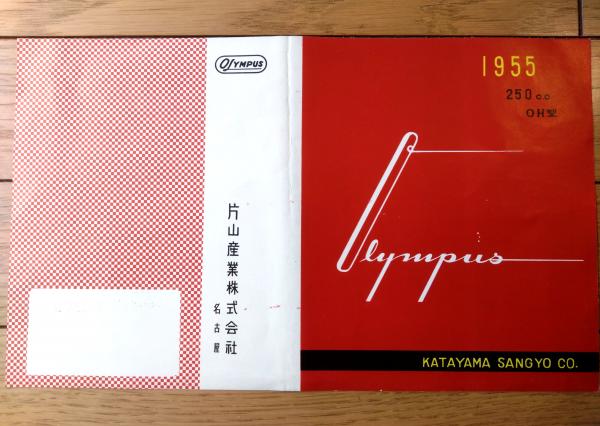 OLYMPUS
片山産業株式会社
名古屋
1955
250 c.c
OH型
Olympus
KATAYAMA SANGYO CO.